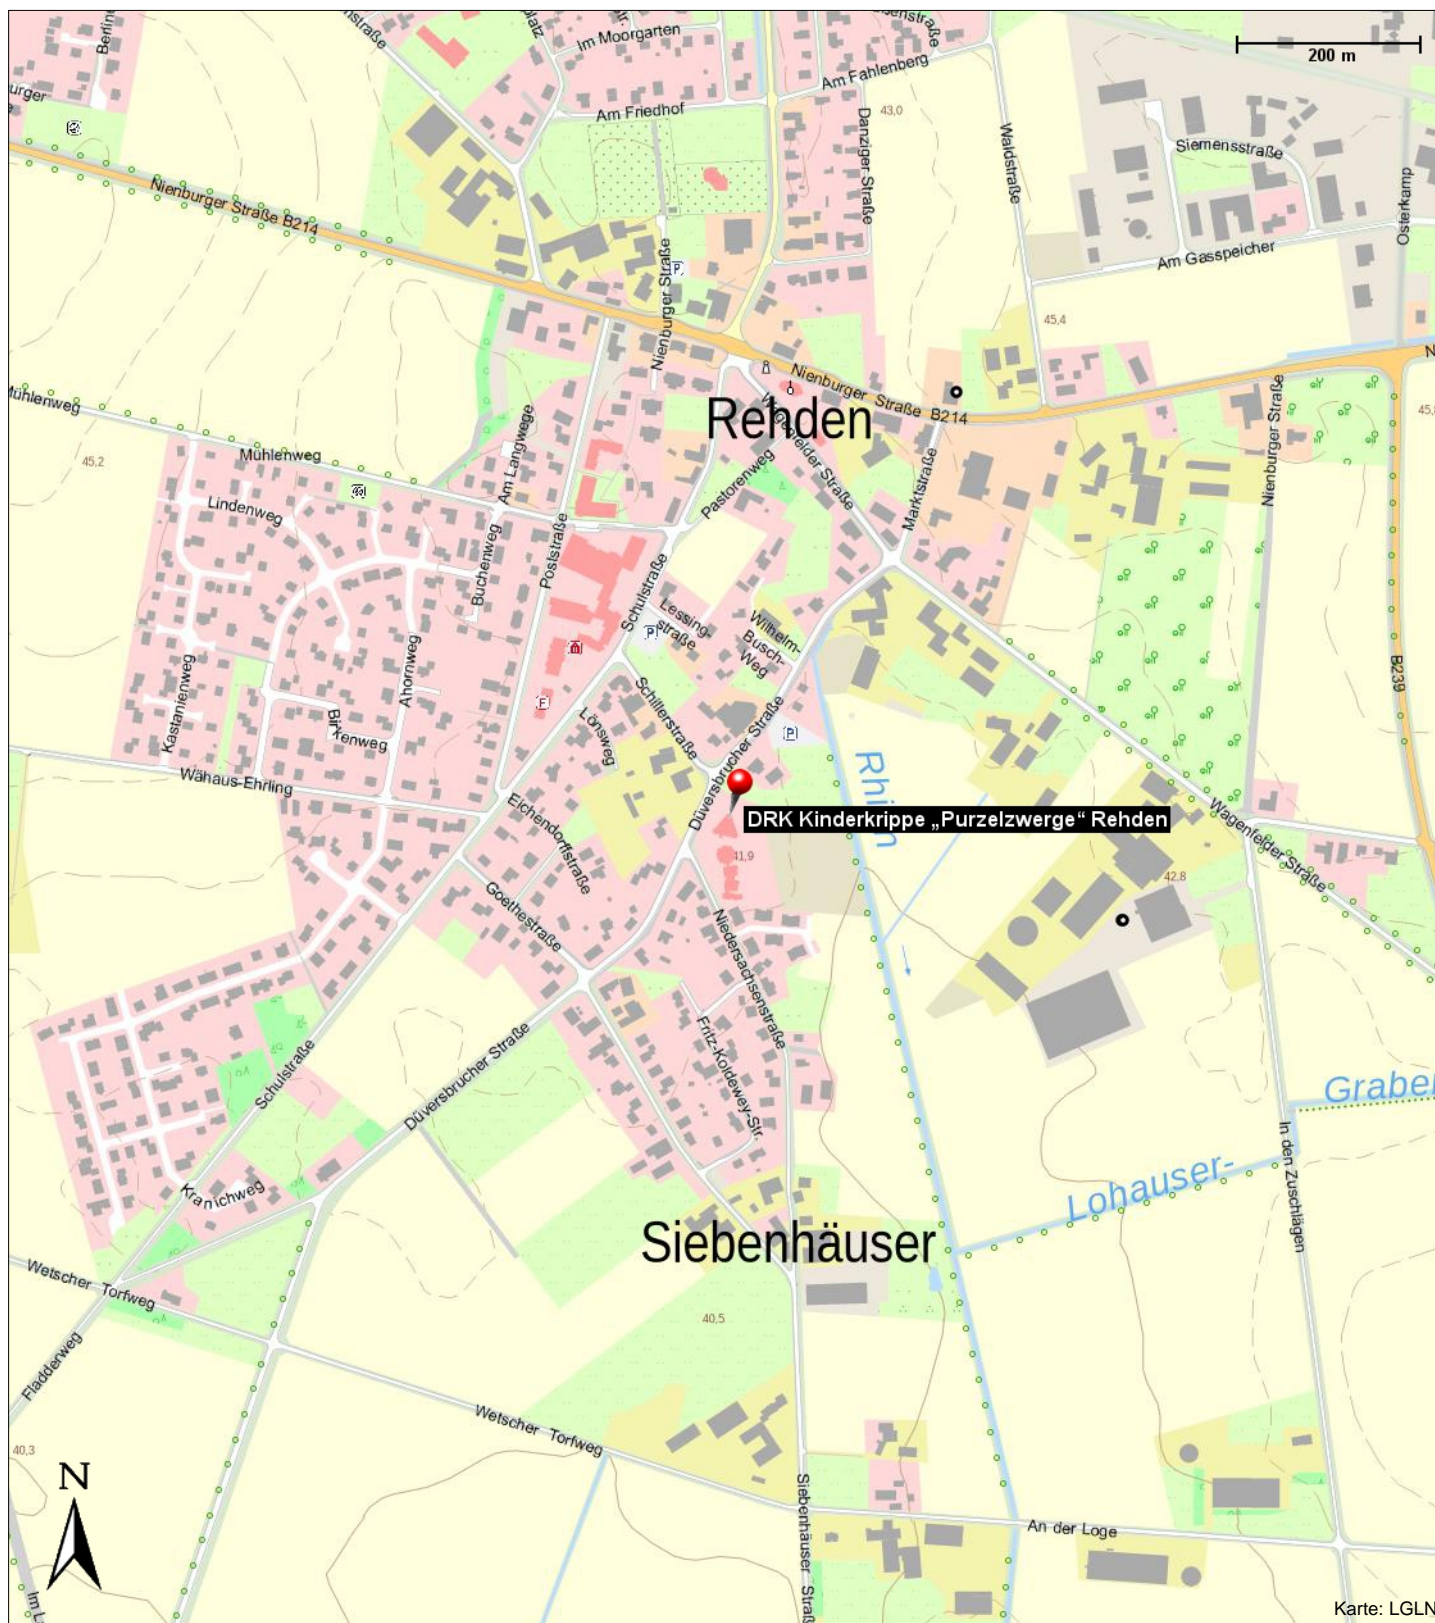 Im Moorgarten
200 m
Am Fahlenberg
43,0
Am Friedhof
Danziger Straße
Waldstraße
Siemensstraße
Nienburger Straße B214
Osterkamp
Am Gasspeicher
Nienburger Straße
P
45,4
Nienburger Straße B214
Rehden
Mühlenweg
Nienburger Straße
Mühlenweg
45,2
Am Langwege
Wagenfelder Straße
Pastorenweg
Marktstraße
Lindenweg
Buchenweg
Poststraße
Schulstraße
Lessing-
straße
P
Wilhelm-
Busch-
Weg
B239
Kastanienweg
Ahornweg
Birkenweg
F
Schillerstraße
Lönsweg
P
Wähaus-Ehrling
Düversbrucher Straße
DRK Kinderkrippe „Purzelzwerge“ Rehden
Eichendorffstraße
41,9
Wagenfelder Straße
42,8
Goethestraße
Niedersachsenstraße
Schulstraße
Düversbrucher Straße
Fritz-Koldewey-Str.
Lohauser-
In den Zuschlägen
Kranichweg
Siebenhäuser
Wetscher Torfweg
40,5
Fladderweg
Wetscher Torfweg
40,3
N
Siebenhäuser
An der Loge
Karte: LGLN